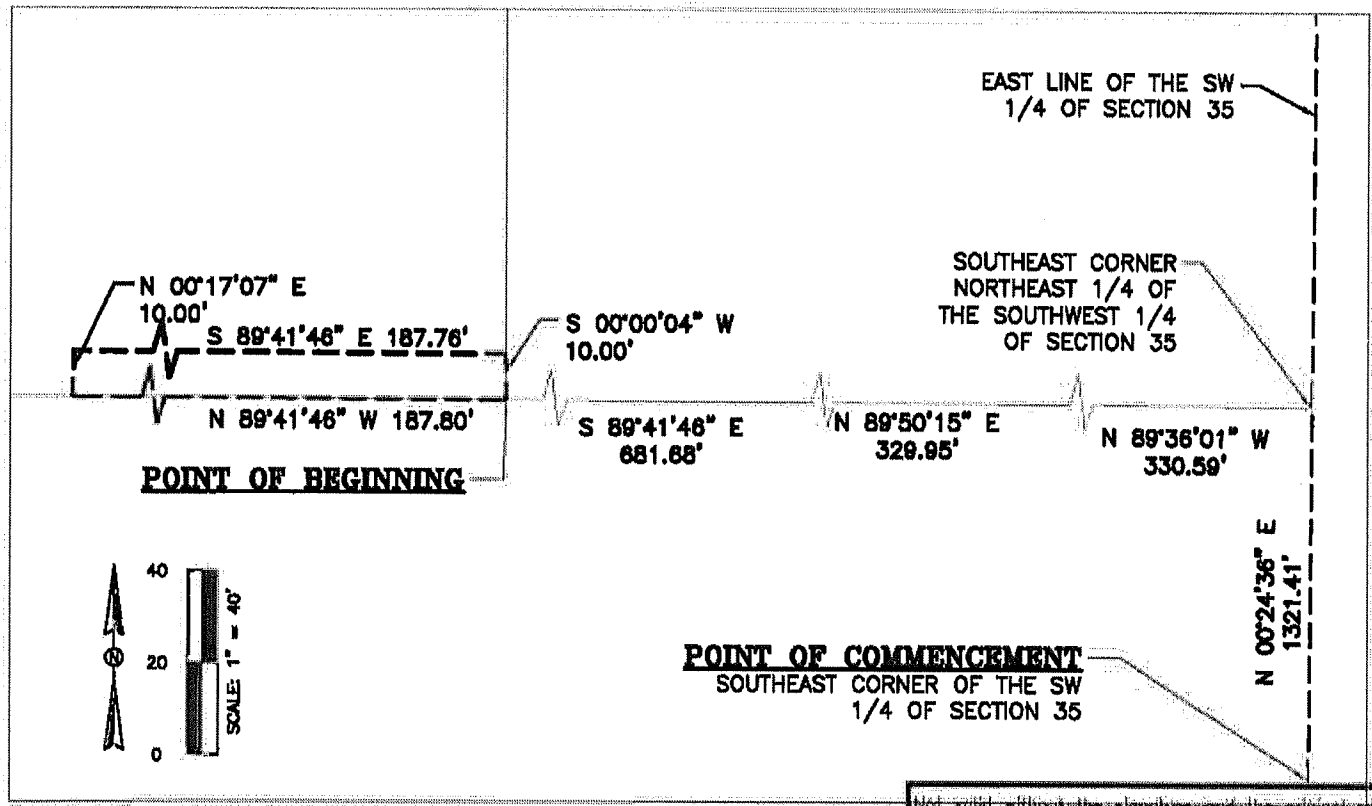 EAST LINE OF THE SW
1/4 OF SECTION 35
N 00°17'07" E
10.00'
S 89°41'46" E 187.76'
S 00°00'04" W
10.00'
SOUTHEAST CORNER
NORTHEAST 1/4 OF
THE SOUTHWEST 1/4
OF SECTION 35
N 89°41'46" W 187.80'
S 89°41'46" E
681.68'
N 89°50'15" E
329.95'
N 89°36'01" W
330.59'
POINT OF BEGINNING
N 00°24'36" E
1321.41'
40
20
0
SCALE: 1" = 40'
N
POINT OF COMMENCEMENT
SOUTHEAST CORNER OF THE SW
1/4 OF SECTION 35